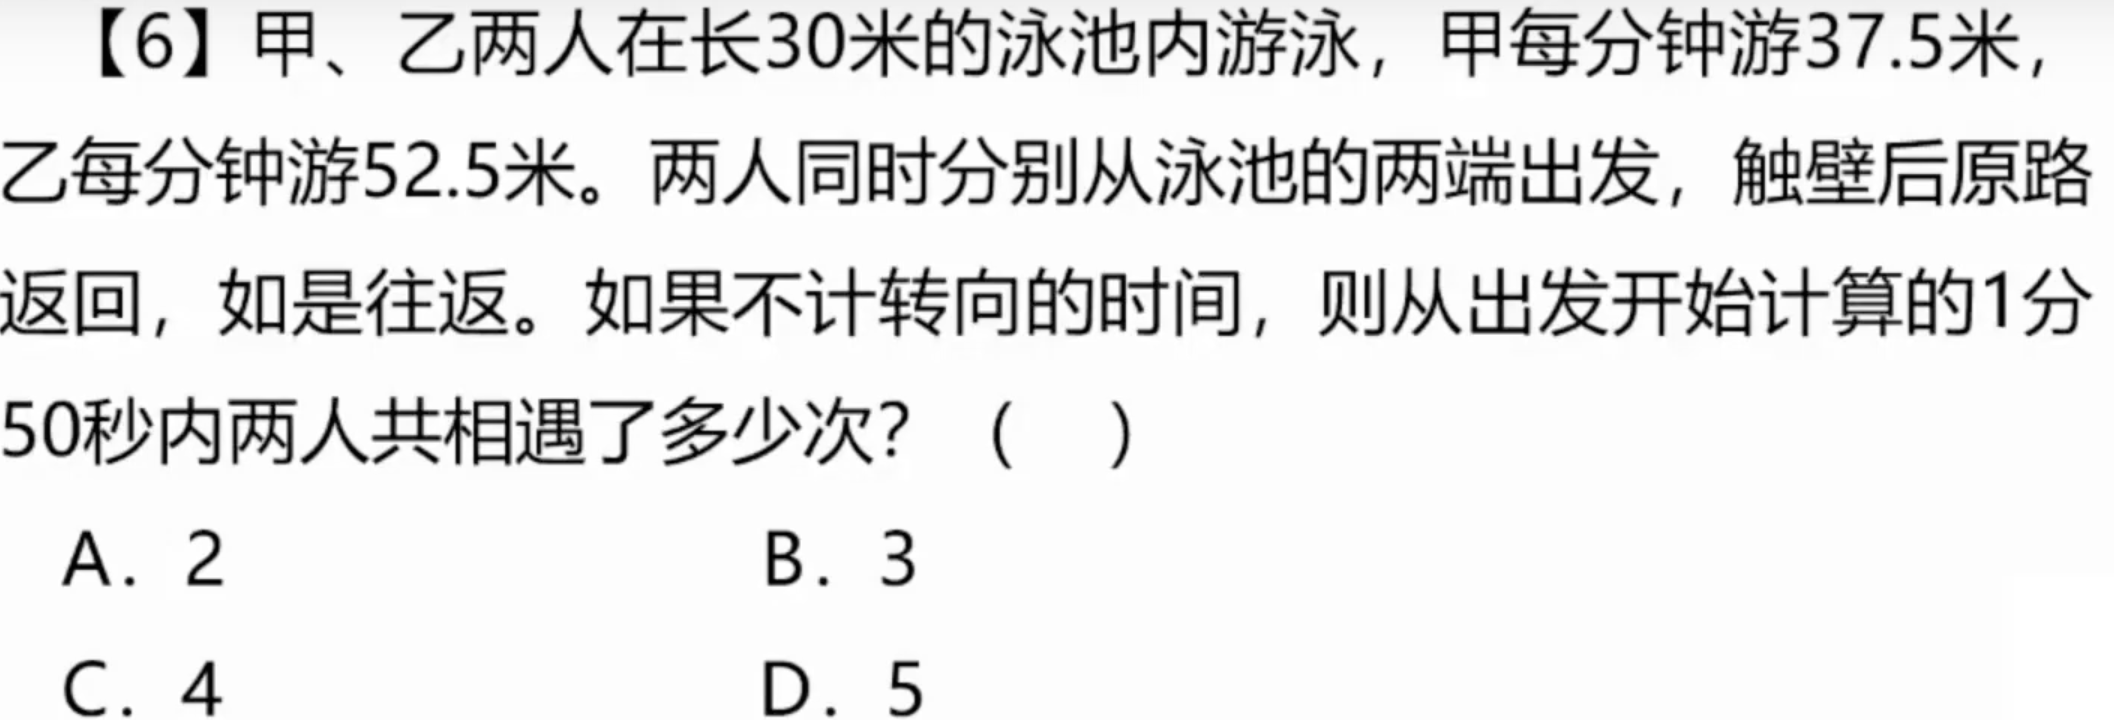 【6】甲、乙两人在长30米的泳池内游泳，甲每分钟游37.5米，
乙每分钟游52.5米。两人同时分别从泳池的两端出发，触壁后原路
返回，如是往返。如果不计转向的时间，则从出发开始计算的1分
50秒内两人共相遇了多少次？（　）
A．2　　B．3
C．4　　D．5